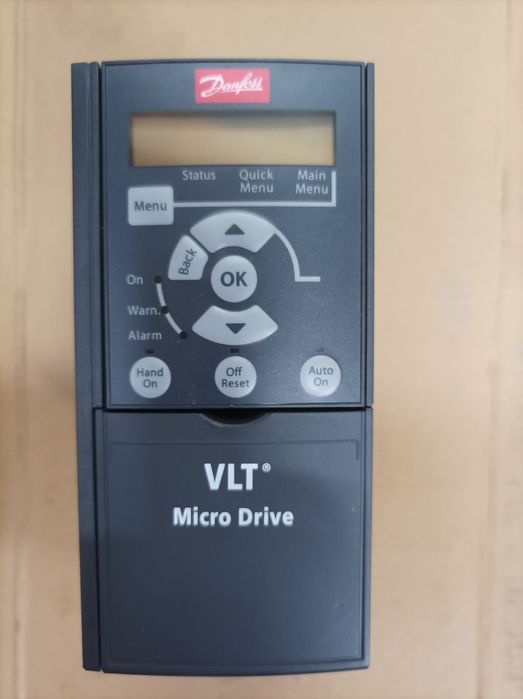 Danfoss
Status Quick Menu Main Menu
Menu
Back
OK
On
Warn.
Alarm
Hand On
Off Reset
Auto On
VLT®
Micro Drive